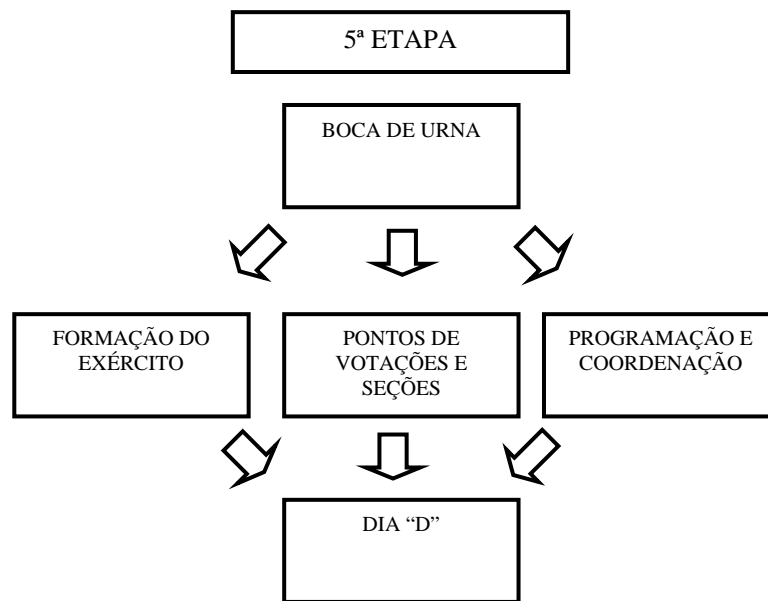 5ª ETAPA
BOCA DE URNA
FORMAÇÃO DO
EXÉRCITO
PONTOS DE
VOTAÇÕES E
SEÇÕES
PROGRAMAÇÃO E
COORDENAÇÃO
DIA “D”